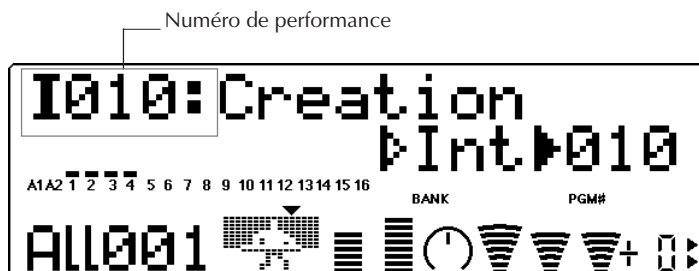 Numéro de performance
I010:Creation
▷Int▶010
A1 A2 1 2 3 4 5 6 7 8 9 10 11 12 13 14 15 16
BANK PGM#
All001 + 0